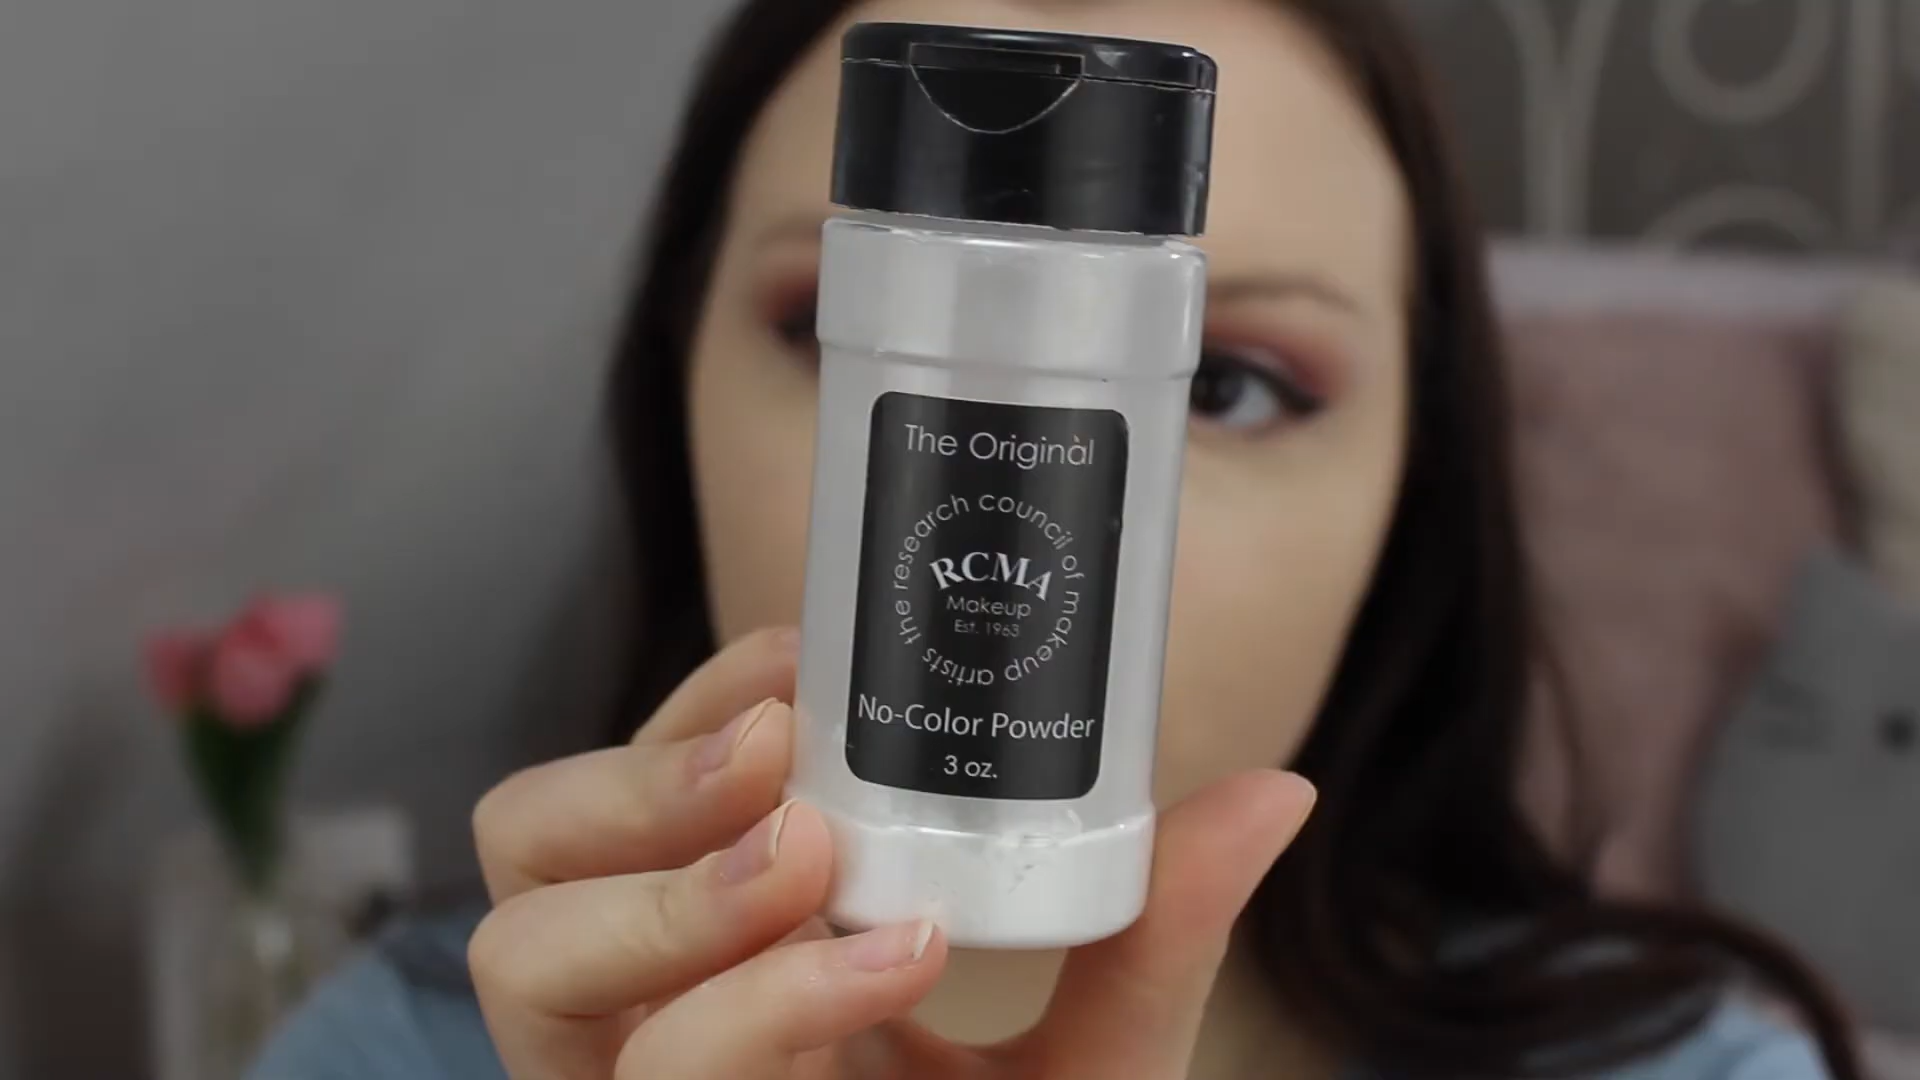 The Original
the research council of makeup artists
RCMA
Makeup
Est. 1963
No-Color Powder
3 oz.